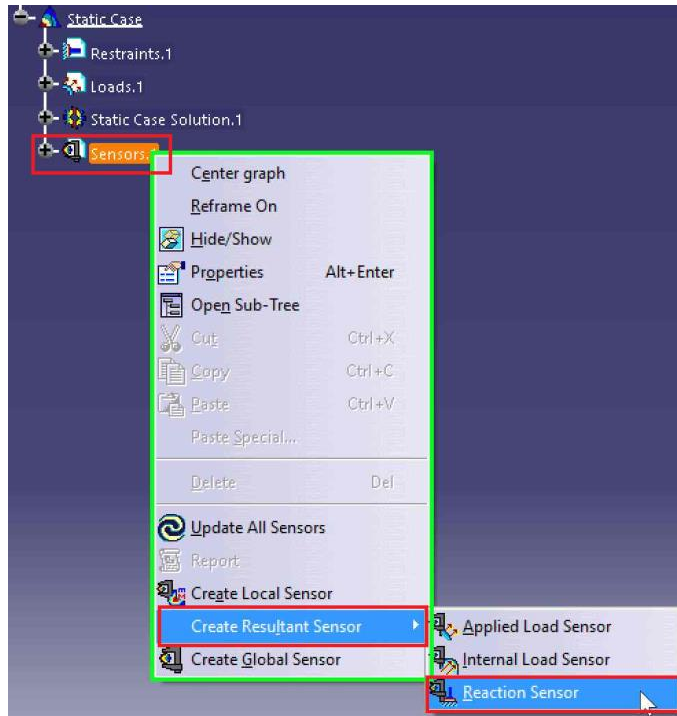 Static Case
Restraints.1
Loads.1
Static Case Solution.1
Sensors.1
Center graph
Reframe On
Hide/Show
Properties Alt+Enter
Open Sub-Tree
Cut Ctrl+X
Copy Ctrl+C
Paste Ctrl+V
Paste Special...
Delete Del
Update All Sensors
Report
Create Local Sensor
Create Resultant Sensor
Applied Load Sensor
Create Global Sensor
Internal Load Sensor
Reaction Sensor